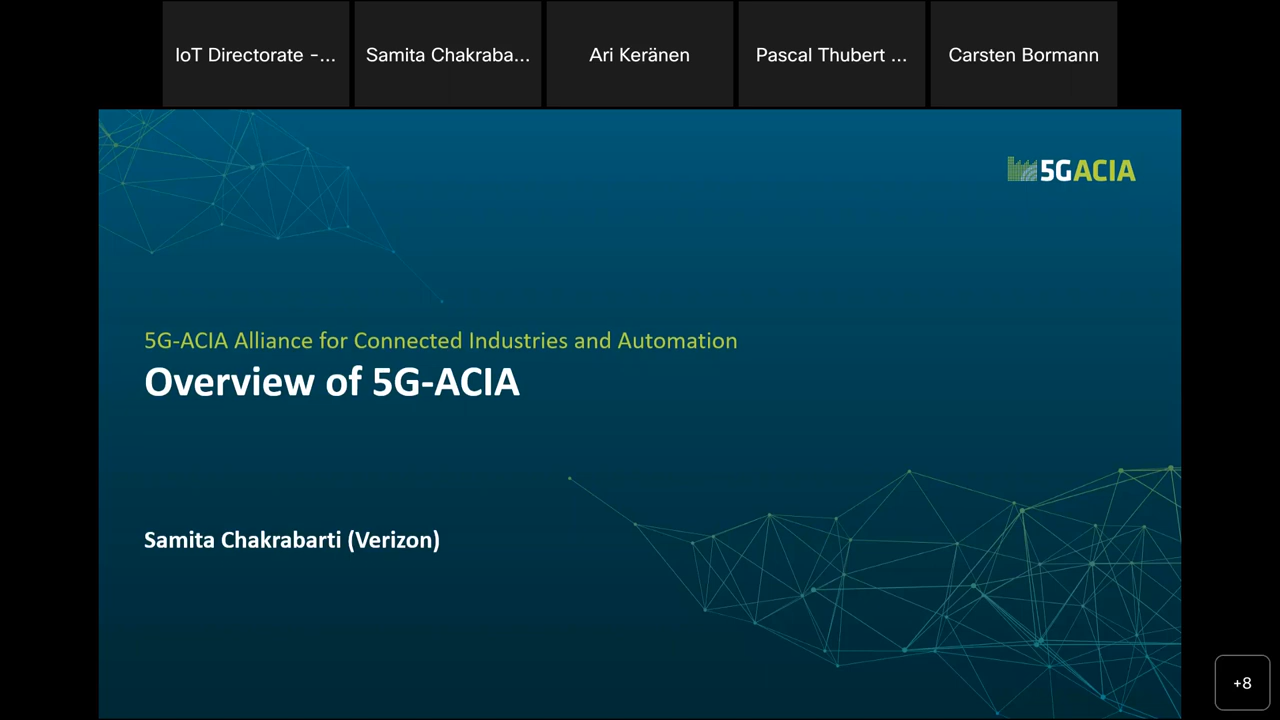 IoT Directorate -...
Samita Chakraba...
Ari Keränen
Pascal Thubert ...
Carsten Bormann
5GACIA
5G-ACIA Alliance for Connected Industries and Automation
Overview of 5G-ACIA
Samita Chakrabarti (Verizon)
+8